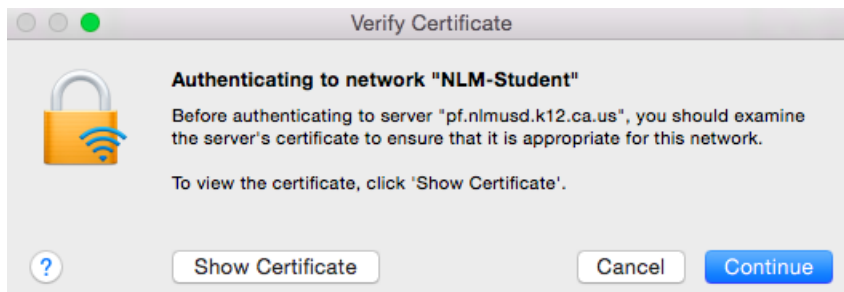 Verify Certificate
Authenticating to network "NLM-Student"
Before authenticating to server "pf.nlmusd.k12.ca.us", you should examine
the server's certificate to ensure that it is appropriate for this network.
To view the certificate, click 'Show Certificate'.
?
Show Certificate
Cancel
Continue